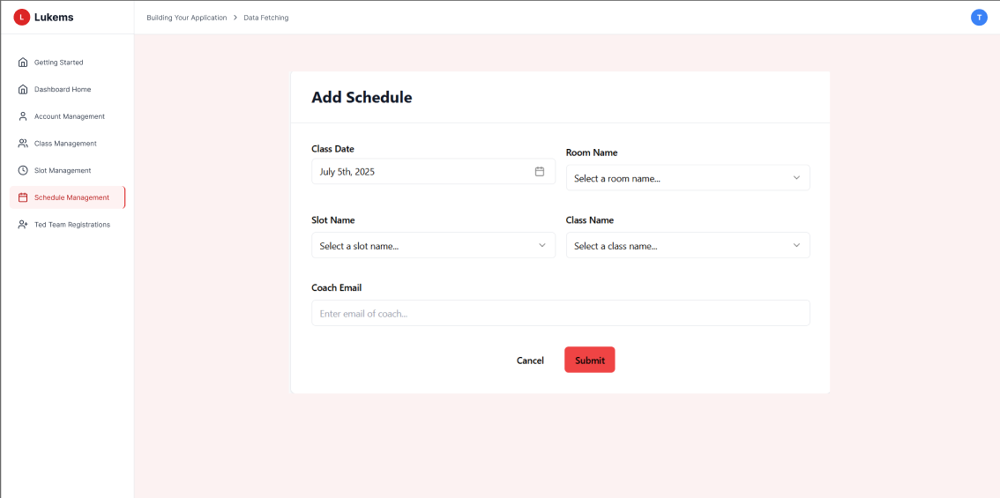 L Lukems
Building Your Application > Data Fetching
T
Getting Started
Dashboard Home
Account Management
Class Management
Slot Management
Schedule Management
Ted Team Registrations
Add Schedule
Class Date
July 5th, 2025
Room Name
Select a room name...
Slot Name
Select a slot name...
Class Name
Select a class name...
Coach Email
Enter email of coach...
Cancel
Submit